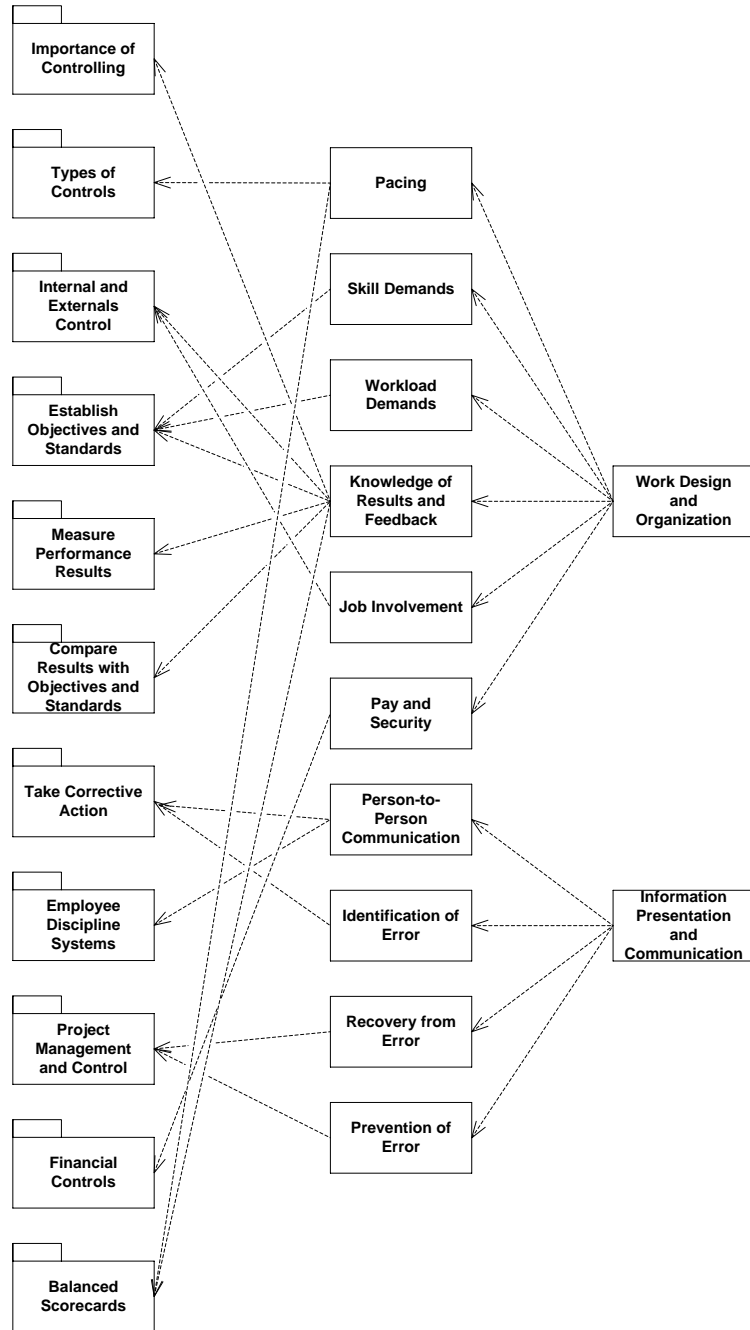 Importance of
Controlling
Types of
Controls
Internal and
Externals
Control
Establish
Objectives and
Standards
Measure
Performance
Results
Compare
Results with
Objectives and
Standards
Take Corrective
Action
Employee
Discipline
Systems
Project
Management
and Control
Financial
Controls
Balanced
Scorecards
Pacing
Skill Demands
Workload
Demands
Knowledge of
Results and
Feedback
Job Involvement
Pay and
Security
Person-to-
Person
Communication
Identification of
Error
Recovery from
Error
Prevention of
Error
Work Design
and
Organization
Information
Presentation
and
Communication